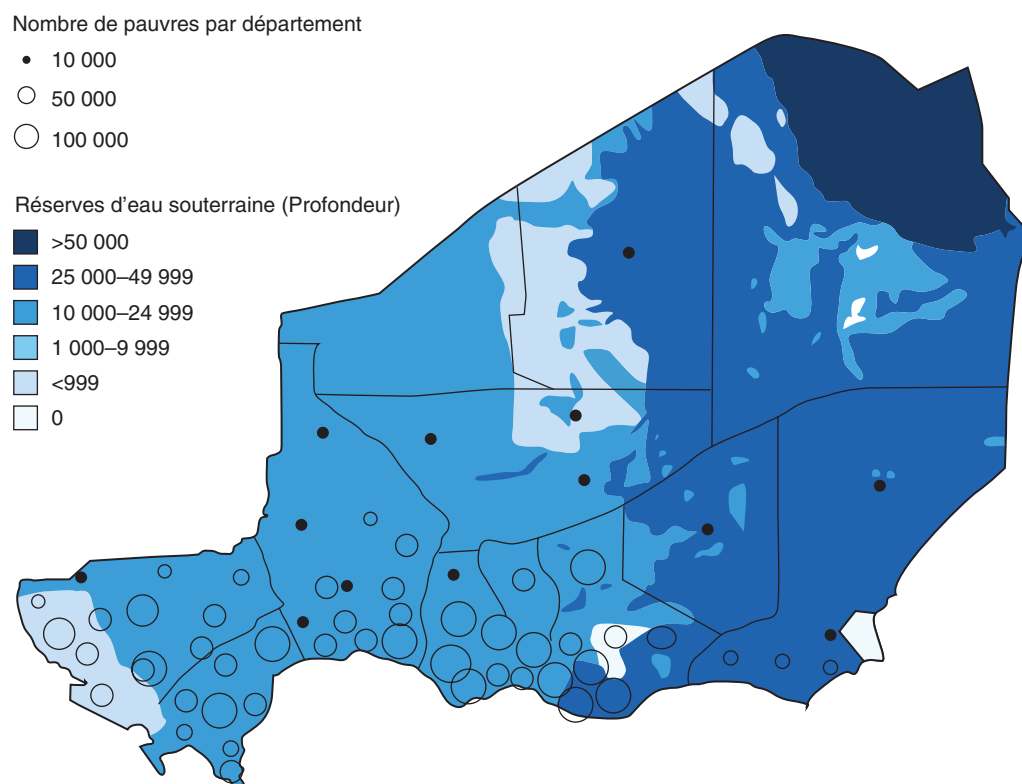 Nombre de pauvres par département
10 000
50 000
100 000
Réserves d'eau souterraine (Profondeur)
>50 000
25 000–49 999
10 000–24 999
1 000–9 999
<999
0